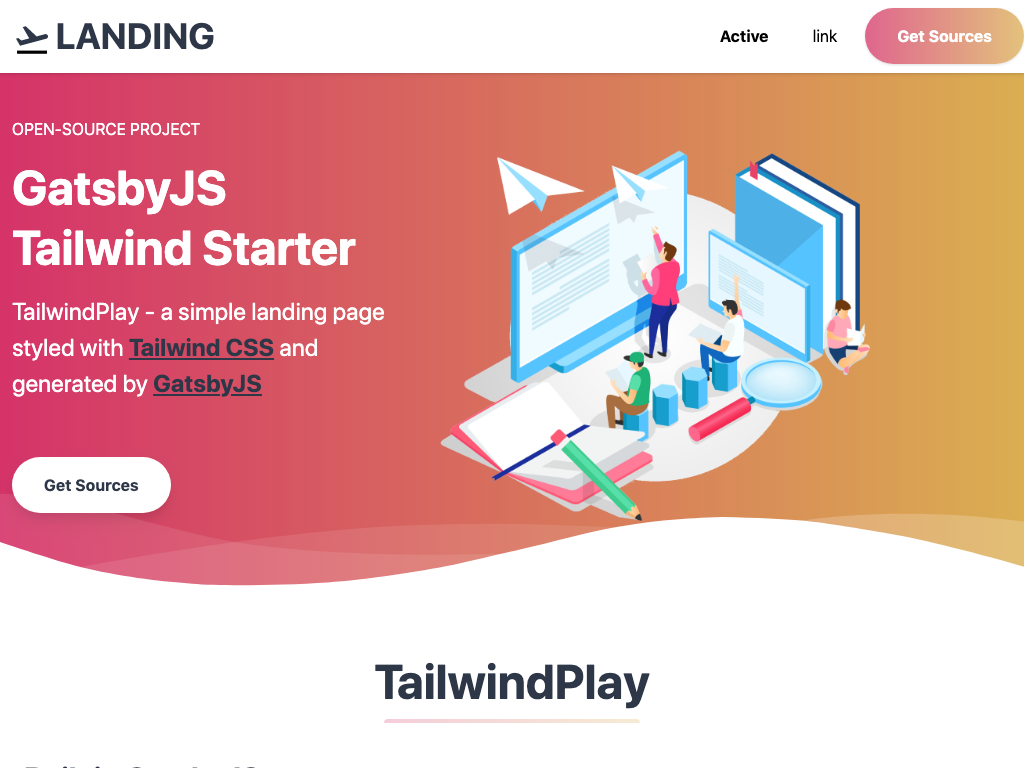 LANDING
Active
link
Get Sources
OPEN-SOURCE PROJECT
GatsbyJS
Tailwind Starter
TailwindPlay - a simple landing page
styled with Tailwind CSS and
generated by GatsbyJS
Get Sources
TailwindPlay